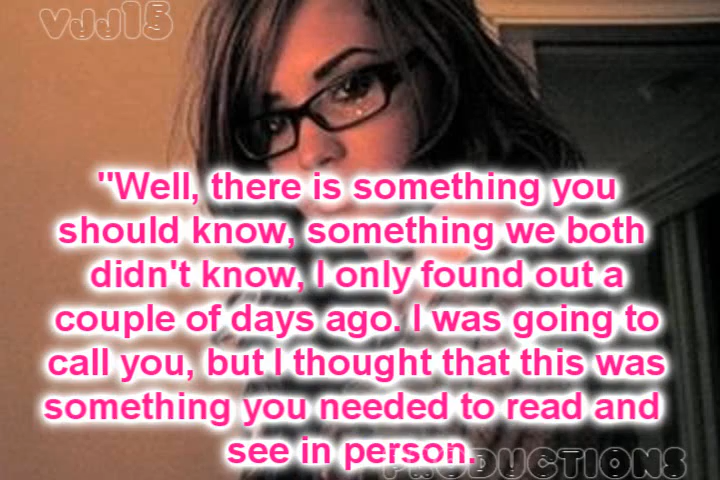 Vdd15
"Well, there is something you
should know, something we both
didn't know, I only found out a
couple of days ago. I was going to
call you, but I thought that this was
something you needed to read and
see in person.
PRODUCTIONS